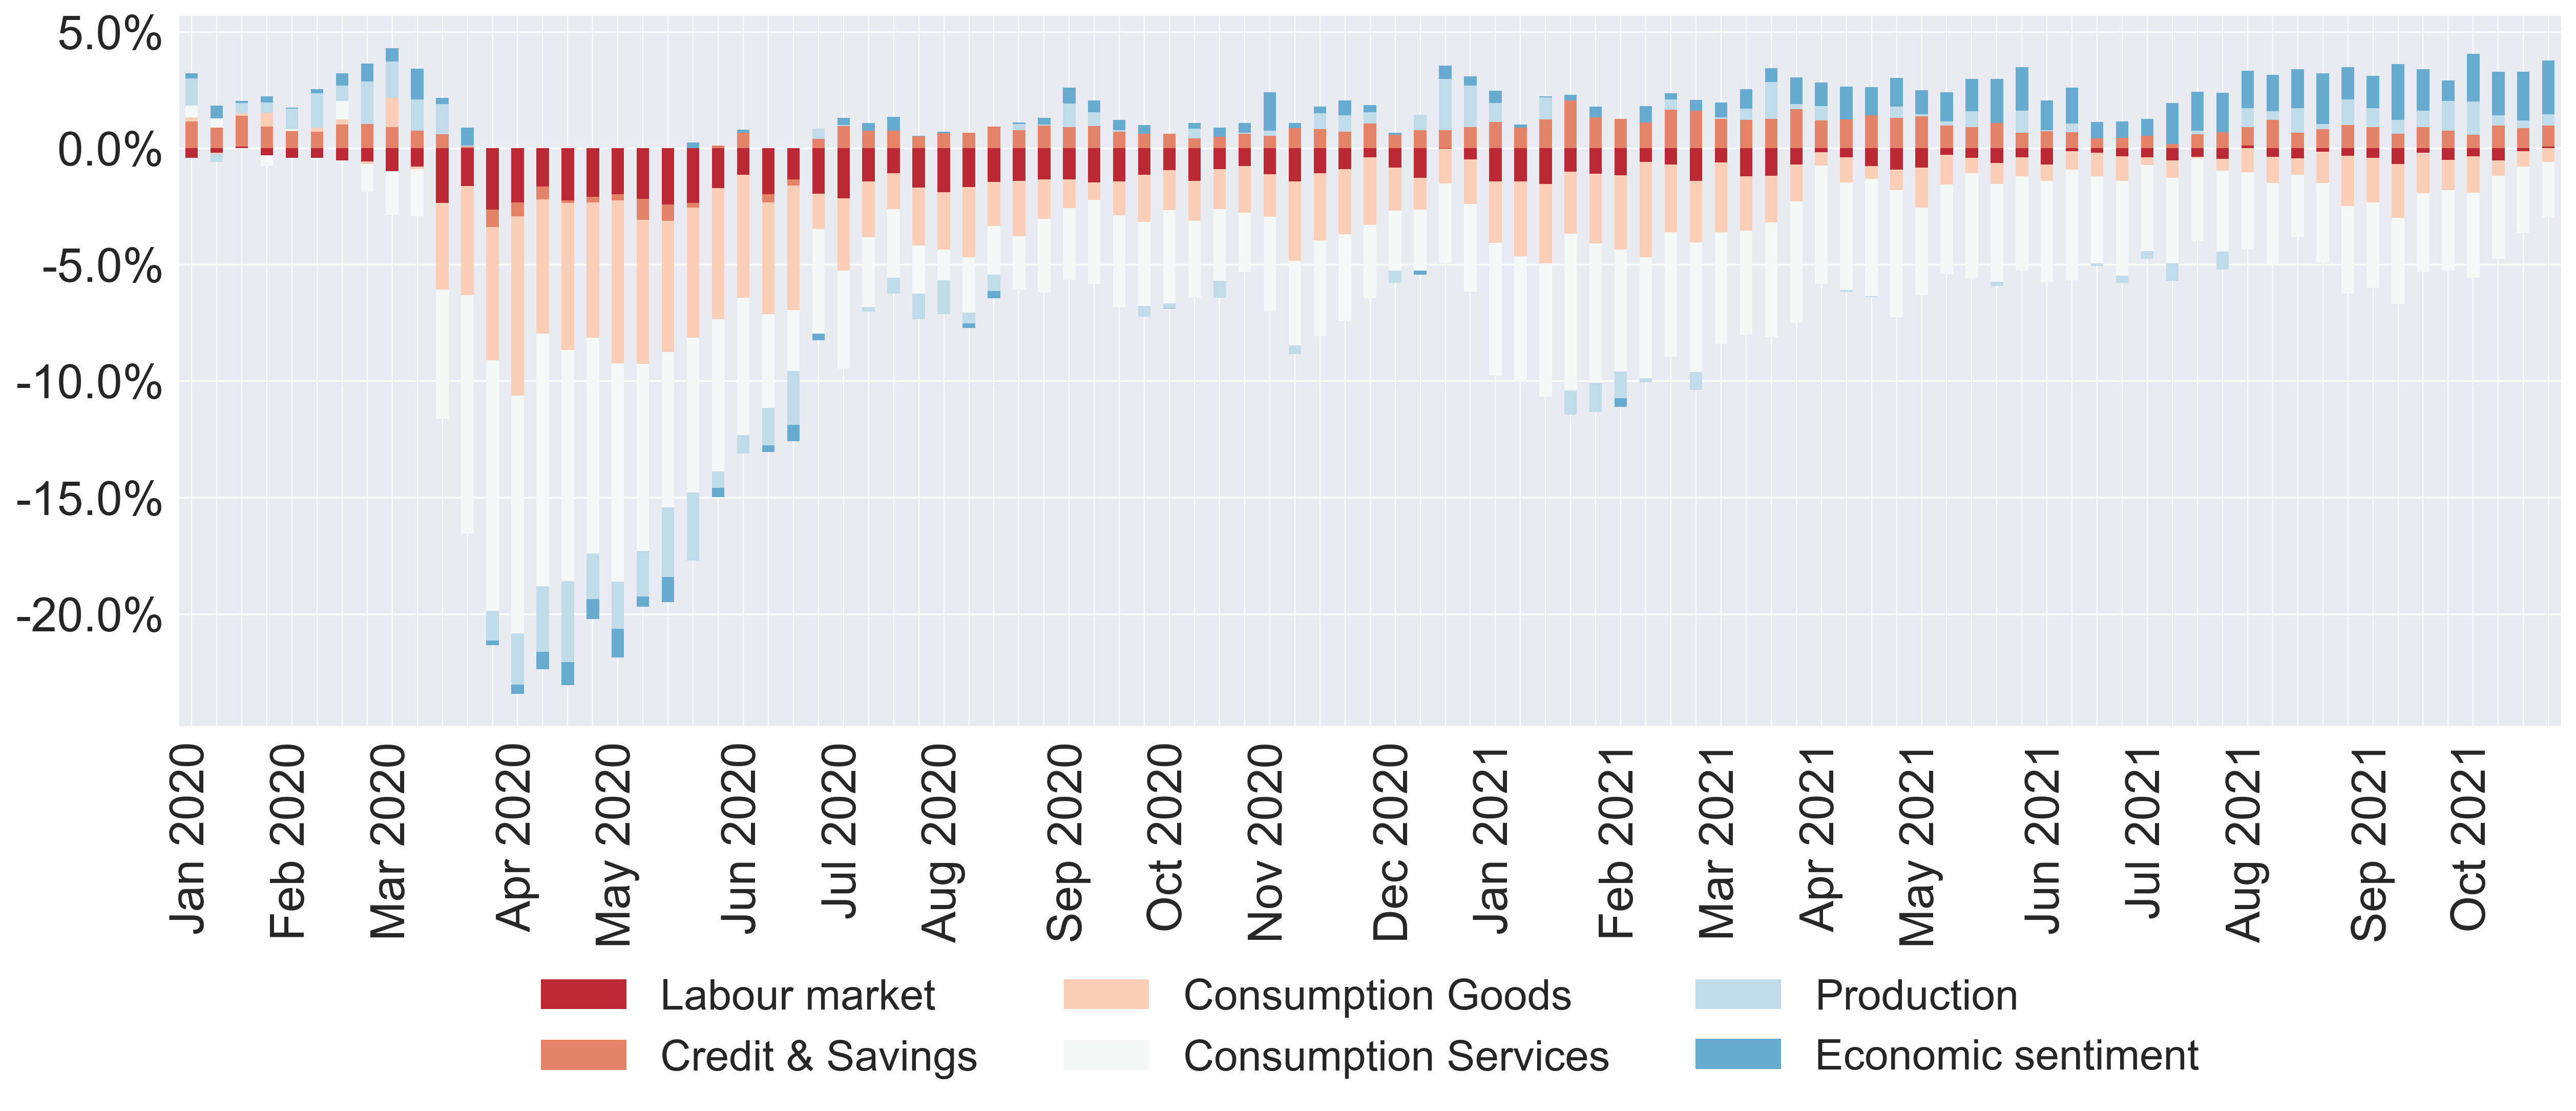 5.0%
0.0%
-5.0%
-10.0%
-15.0%
-20.0%
Jan 2020
Feb 2020
Mar 2020
Apr 2020
May 2020
Jun 2020
Jul 2020
Aug 2020
Sep 2020
Oct 2020
Nov 2020
Dec 2020
Jan 2021
Feb 2021
Mar 2021
Apr 2021
May 2021
Jun 2021
Jul 2021
Aug 2021
Sep 2021
Oct 2021
Labour market
Consumption Goods
Production
Credit & Savings
Consumption Services
Economic sentiment